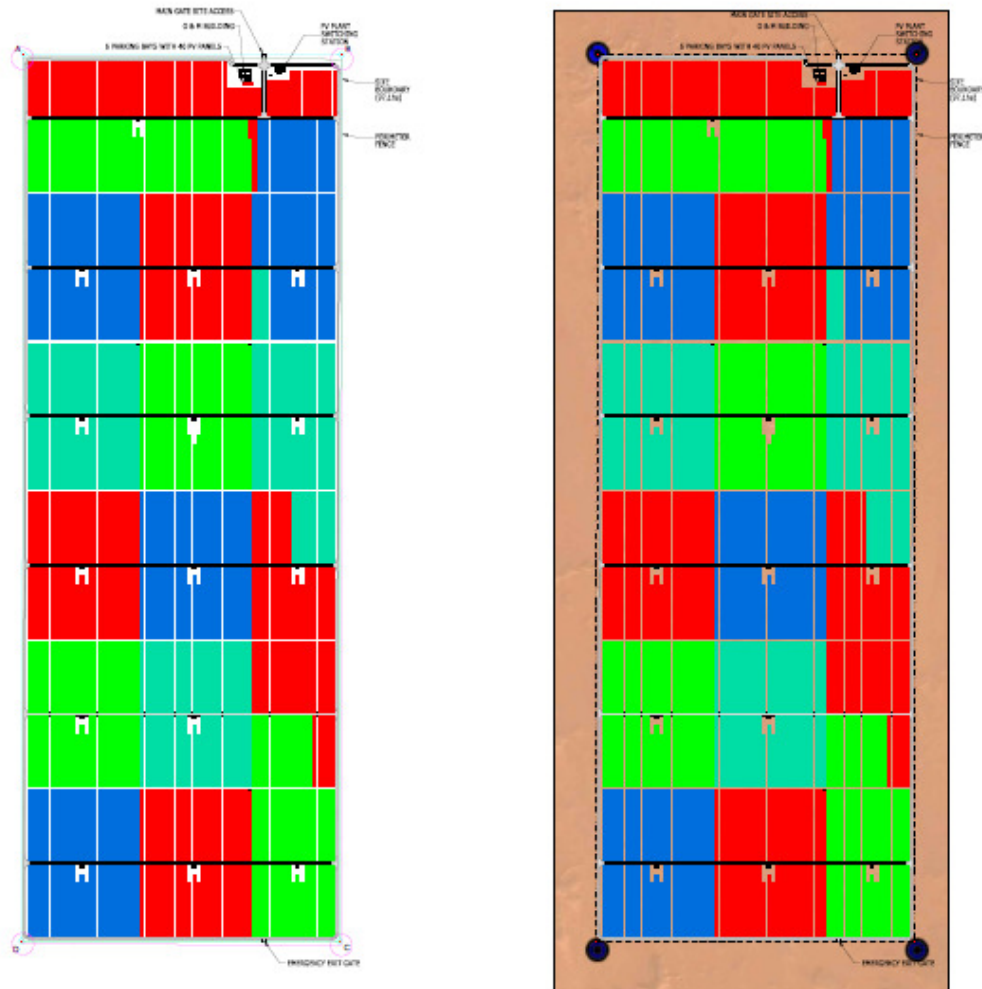 MAIN GATE SITE ACCESS
O & M BUILDING
PV PLANT
SWITCHING
STATION
6 PARKING BAYS WITH 40 PV PANELS
A
B
SITE
BOUNDARY
PERIMETER
FENCE
D
C
EMERGENCY EXIT GATE
MAIN GATE SITE ACCESS
O & M BUILDING
PV PLANT
SWITCHING
STATION
6 PARKING BAYS WITH 40 PV PANELS
SITE
BOUNDARY
PERIMETER
FENCE
EMERGENCY EXIT GATE